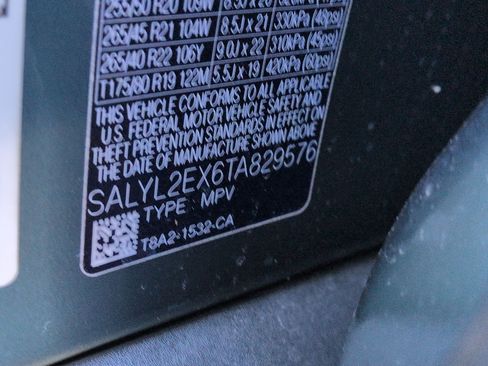 265/45 R21 104W 8.5J x 21 330kPa (48psi)
265/40 R22 106Y 9.0J x 22 310kPa (45psi)
T175/80 R19 122M 5.5J x 19 420kPa (60psi)
THIS VEHICLE CONFORMS TO ALL APPLICABLE
U.S. FEDERAL MOTOR VEHICLE SAFETY AND
THEFT PREVENTION STANDARDS IN EFFECT ON
THE DATE OF MANUFACTURE SHOWN ABOVE
SALYL2EX6TA829576
TYPE MPV
T8A2-1532-CA